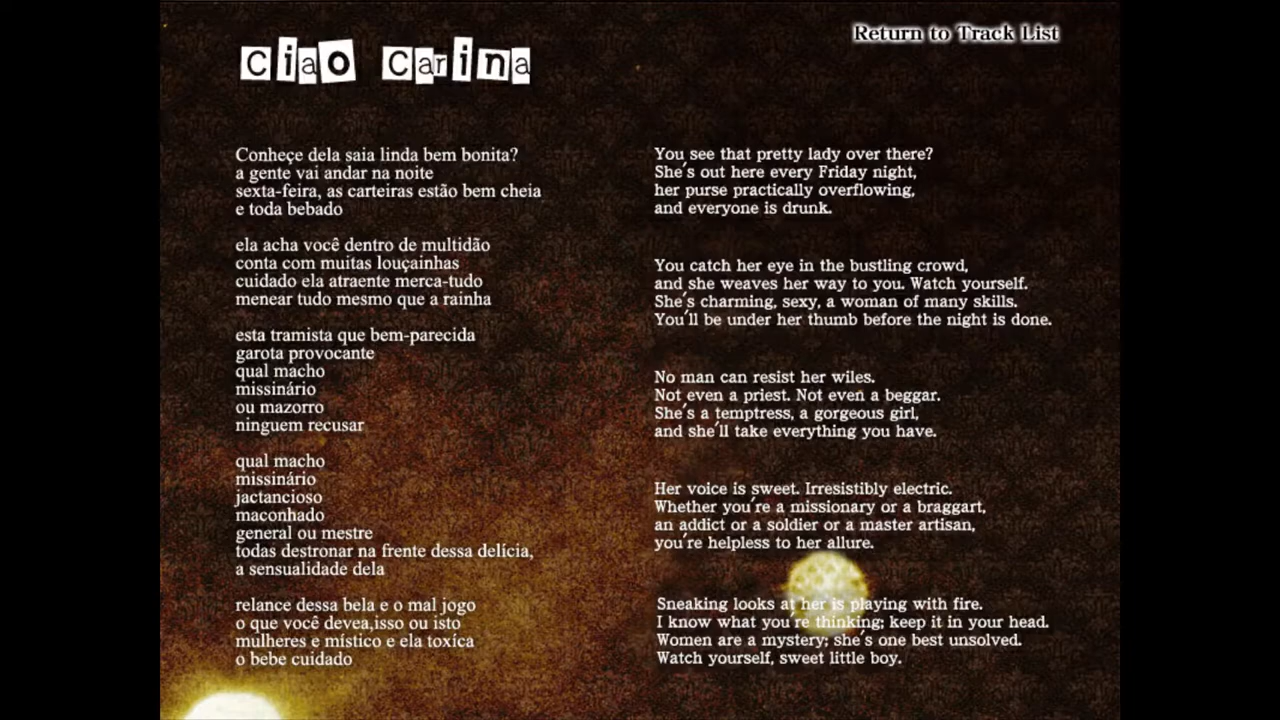 Ciao Carina
Return to Track List
Conheçe dela saia linda bem bonita?
a gente vai andar na noite
sexta-feira, as carteiras estão bem cheia
e toda bebado
ela acha você dentro de multidão
conta com muitas louçainhas
cuidado ela atraente merca-tudo
menear tudo mesmo que a rainha
esta tramista que bem-parecida
garota provocante
qual macho
missinário
ou mazorro
ninguem recusar
qual macho
missinário
jactancioso
maconhado
general ou mestre
todas destronar na frente dessa delícia,
a sensualidade dela
relance dessa bela e o mal jogo
o que você devea,isso ou isto
mulheres e místico e ela toxíca
o bebe cuidado
You see that pretty lady over there?
She's out here every Friday night,
her purse practically overflowing,
and everyone is drunk.
You catch her eye in the bustling crowd,
and she weaves her way to you. Watch yourself.
She's charming, sexy, a woman of many skills.
You'll be under her thumb before the night is done.
No man can resist her wiles.
Not even a priest. Not even a beggar.
She's a temptress, a gorgeous girl,
and she'll take everything you have.
Her voice is sweet. Irresistibly electric.
Whether you're a missionary or a braggart,
an addict or a soldier or a master artisan,
you're helpless to her allure.
Sneaking looks at her is playing with fire.
I know what you're thinking; keep it in your head.
Women are a mystery; she's one best unsolved.
Watch yourself, sweet little boy.